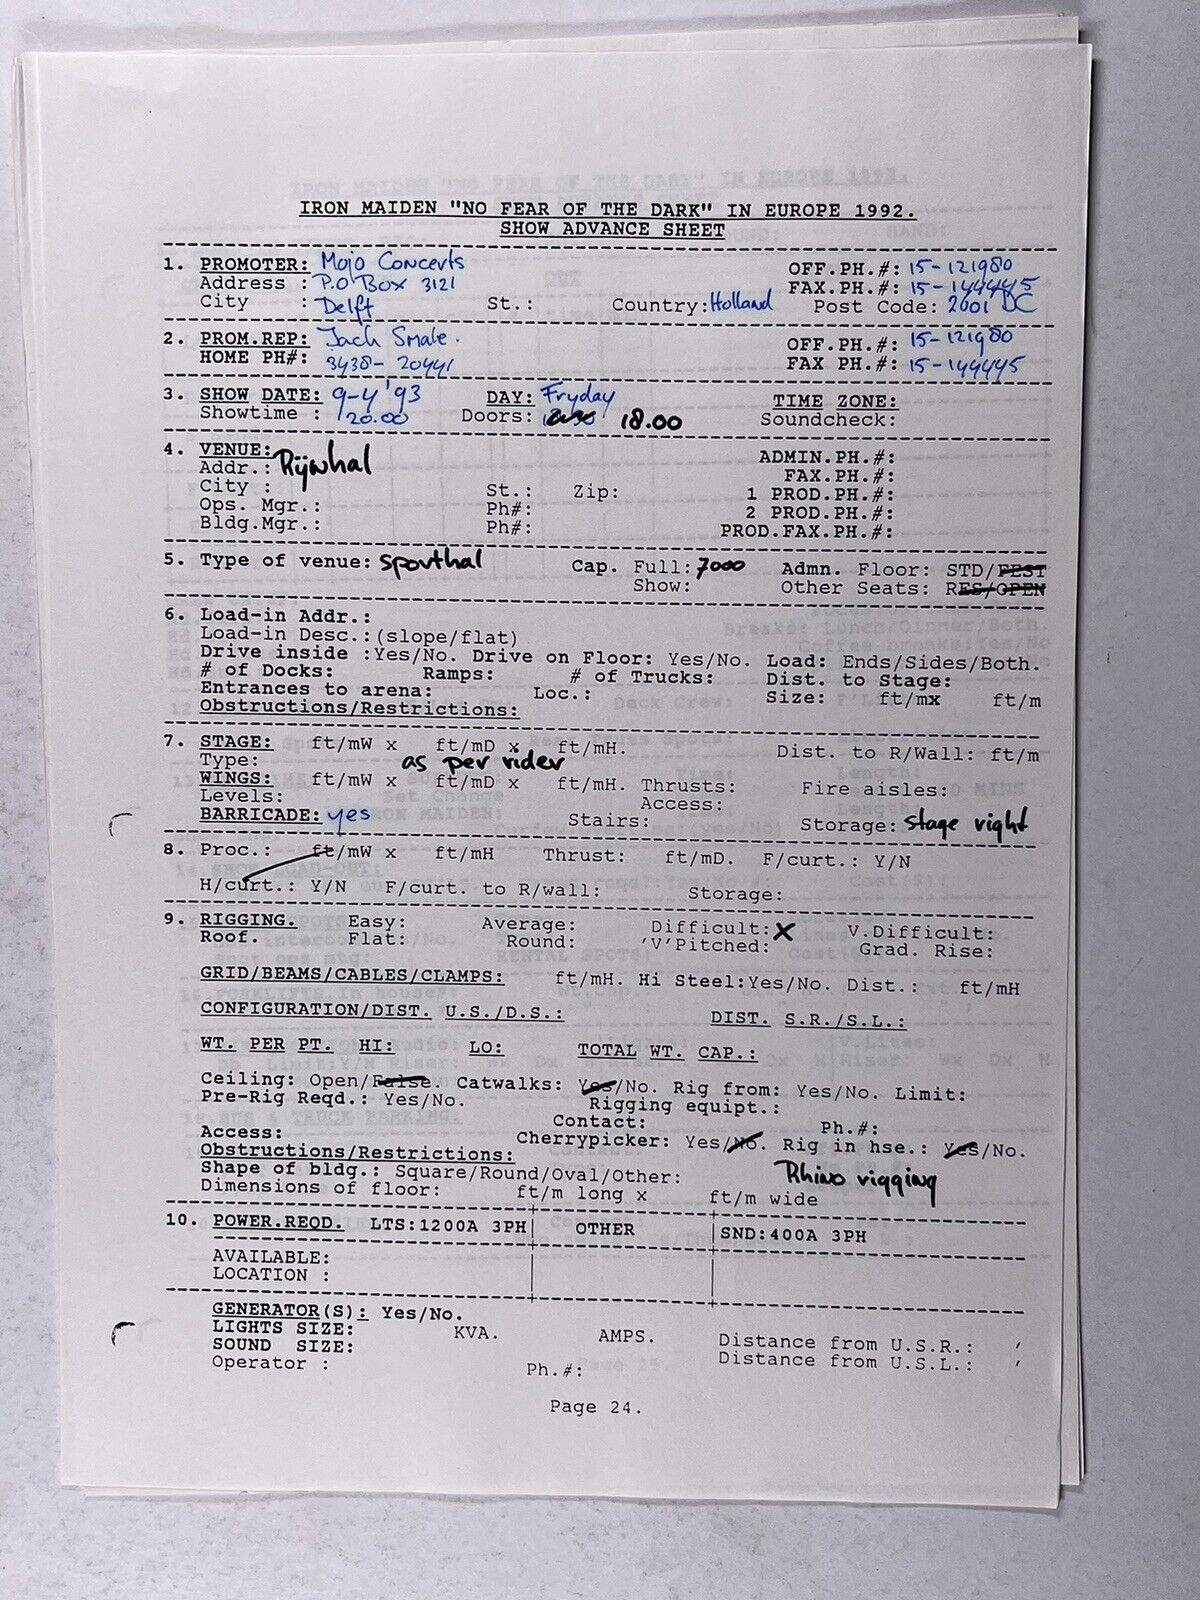 IRON MAIDEN "NO FEAR OF THE DARK" IN EUROPE 1992.
SHOW ADVANCE SHEET
1. PROMOTER: Mojo Concerts OFF.PH.#: 15-121980
Address : P.O Box 3121 FAX.PH.#: 15-144445
City : Delft St.: Country: Holland Post Code: 2001 DC
2. PROM.REP: Jack Smale. OFF.PH.#: 15-121980
HOME PH#: 3438-20441 FAX PH.#: 15-144445
3. SHOW DATE: 9-4'93 DAY: Fryday TIME ZONE:
Showtime : 20.00 Doors: 18.00 Soundcheck:
4. VENUE: Rijnhal ADMIN.PH.#:
Addr.: FAX.PH.#:
City : St.: Zip: 1 PROD.PH.#:
Ops. Mgr.: Ph#: 2 PROD.PH.#:
Bldg.Mgr.: Ph#: PROD.FAX.PH.#:
5. Type of venue: sporthal Cap. Full: 7000 Admn. Floor: STD/FEST
Show: Other Seats: RES/OPEN
6. Load-in Addr.:
Load-in Desc.:(slope/flat)
Drive inside :Yes/No. Drive on Floor: Yes/No. Load: Ends/Sides/Both.
# of Docks: Ramps: # of Trucks: Dist. to Stage:
Entrances to arena: Loc.: Size: ft/mx ft/m
Obstructions/Restrictions:
7. STAGE: ft/mW x ft/mD x ft/mH. Dist. to R/Wall: ft/m
Type: as per rider
WINGS: ft/mW x ft/mD x ft/mH. Thrusts: Fire aisles:
Levels: Access:
BARRICADE: yes Stairs: Storage: stage right
8. Proc.: ft/mW x ft/mH Thrust: ft/mD. F/curt.: Y/N
H/curt.: Y/N F/curt. to R/wall: Storage:
9. RIGGING. Easy: Average: Difficult: X V.Difficult:
Roof. Flat: Round: 'V'Pitched: Grad. Rise:
GRID/BEAMS/CABLES/CLAMPS: ft/mH. Hi Steel:Yes/No. Dist.: ft/mH
CONFIGURATION/DIST. U.S./D.S.: DIST. S.R./S.L.:
WT. PER PT. HI: LO: TOTAL WT. CAP.:
Ceiling: Open/False. Catwalks: Yes/No. Rig from: Yes/No. Limit:
Pre-Rig Reqd.: Yes/No. Rigging equipt.:
Contact: Ph.#:
Access: Cherrypicker: Yes/No. Rig in hse.: Yes/No.
Obstructions/Restrictions:
Shape of bldg.: Square/Round/Oval/Other: Rhino rigging
Dimensions of floor: ft/m long x ft/m wide
10. POWER.REQD. LTS:1200A 3PH OTHER SND:400A 3PH
AVAILABLE:
LOCATION :
GENERATOR(S): Yes/No.
LIGHTS SIZE: KVA. AMPS. Distance from U.S.R.: '
SOUND SIZE: Distance from U.S.L.: '
Operator : Ph.#:
Page 24.